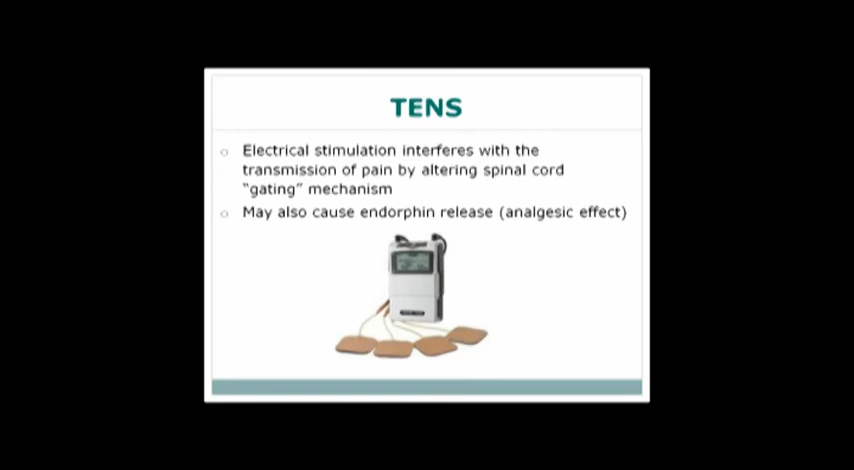 TENS
Electrical stimulation interferes with the
transmission of pain by altering spinal cord
"gating" mechanism
May also cause endorphin release (analgesic effect)